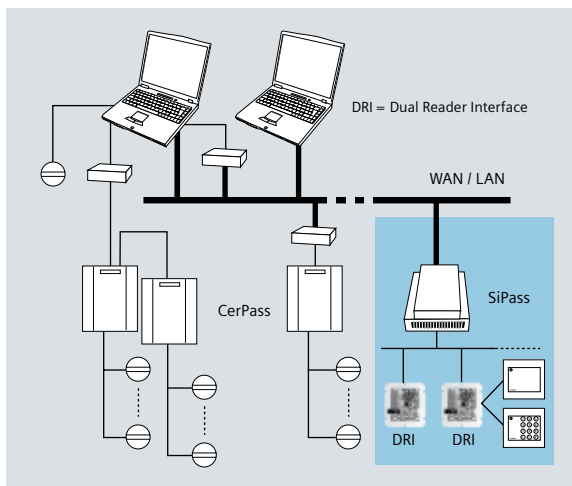 DRI = Dual Reader Interface
WAN / LAN
CerPass
SiPass
DRI
DRI